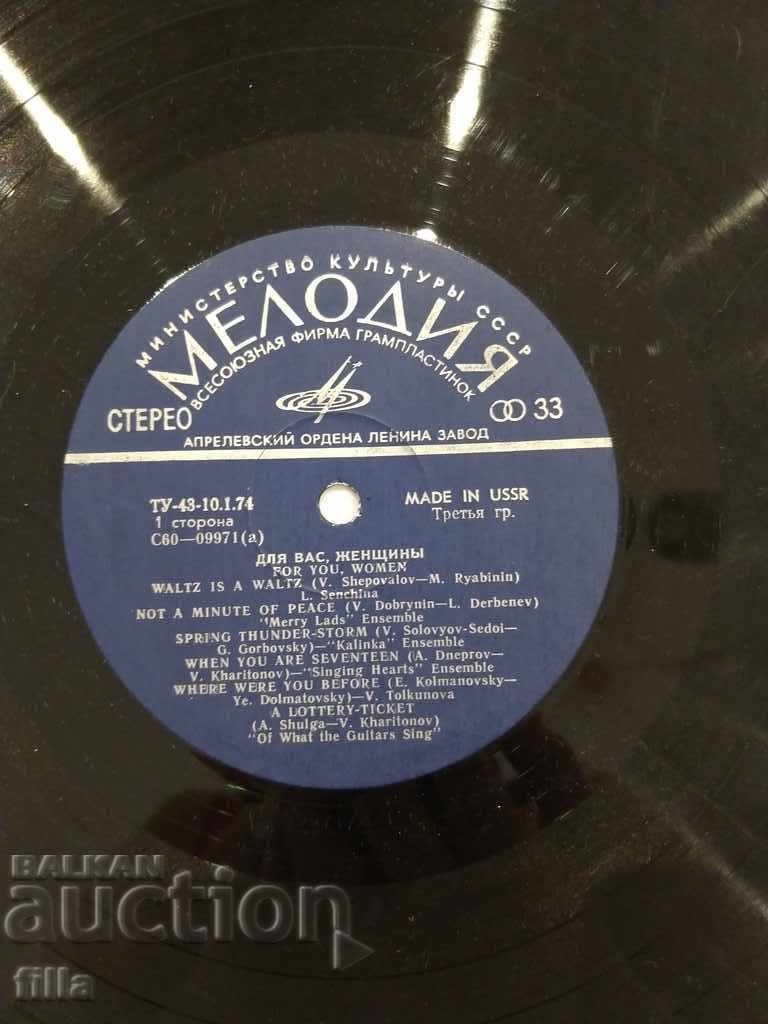 МИНИСТЕРСТВО КУЛЬТУРЫ СССР
МЕЛОДИЯ
ВСЕСОЮЗНАЯ ФИРМА ГРАМПЛАСТИНОК
СТЕРЕО
33
АПРЕЛЕВСКИЙ ОРДЕНА ЛЕНИНА ЗАВОД
ТУ-43-10.1.74
MADE IN USSR
1 сторона
Третья гр.
С60—09971(а)
ДЛЯ ВАС, ЖЕНЩИНЫ
FOR YOU, WOMEN
WALTZ IS A WALTZ (V. Shepovalov—M. Ryabinin)
L. Senchina
NOT A MINUTE OF PEACE (V. Dobrynin—L. Derbenev)
"Merry Lads" Ensemble
SPRING THUNDER-STORM (V. Solovyov-Sedoi—
G. Gorbovsky)—"Kalinka" Ensemble
WHEN YOU ARE SEVENTEEN (A. Dneprov—
V. Kharitonov)—"Singing Hearts" Ensemble
WHERE WERE YOU BEFORE (E. Kolmanovsky—
Ye. Dolmatovsky)—V. Tolkunova
A LOTTERY-TICKET
(A. Shulga—V. Kharitonov)
"Of What the Guitars Sing"
BALKAN
auction
filla